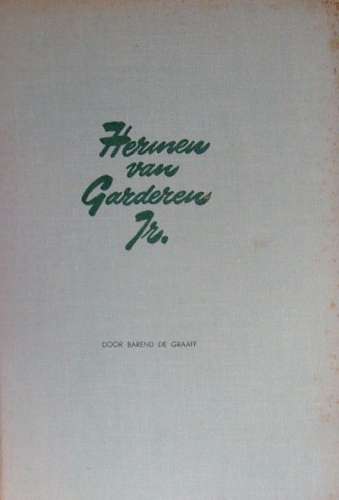 Hermen
van
Garderen
Jr.
DOOR BAREND DE GRAAFF